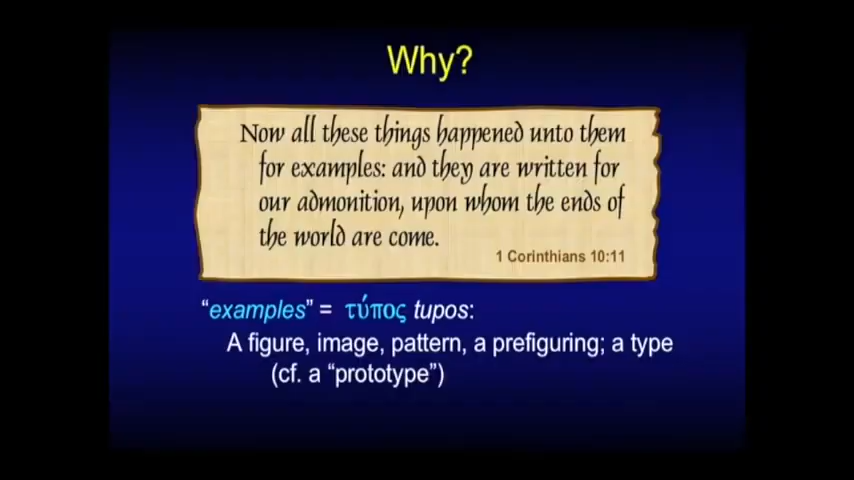 Why?
Now all these things happened unto them
for examples: and they are written for
our admonition, upon whom the ends of
the world are come.
1 Corinthians 10:11
“examples” = τύπος tupos:
A figure, image, pattern, a prefiguring; a type
(cf. a “prototype”)